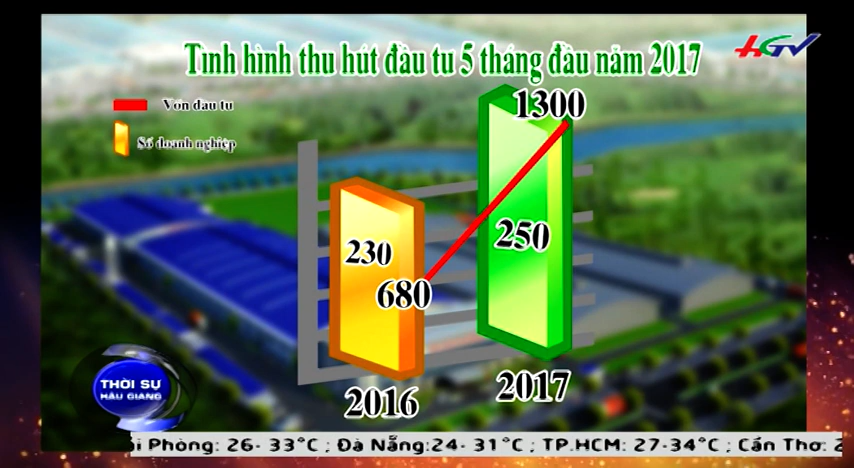 HGTV
Tình hình thu hút đầu tư 5 tháng đầu năm 2017
Vốn đầu tư
Số doanh nghiệp
1300
230
250
680
2016
2017
THỜI SỰ
HẬU GIANG
Phòng: 26- 33°C ; Đà Nẵng:24- 31°C ; TP.HCM: 27-34°C ; Cần Thơ: 2